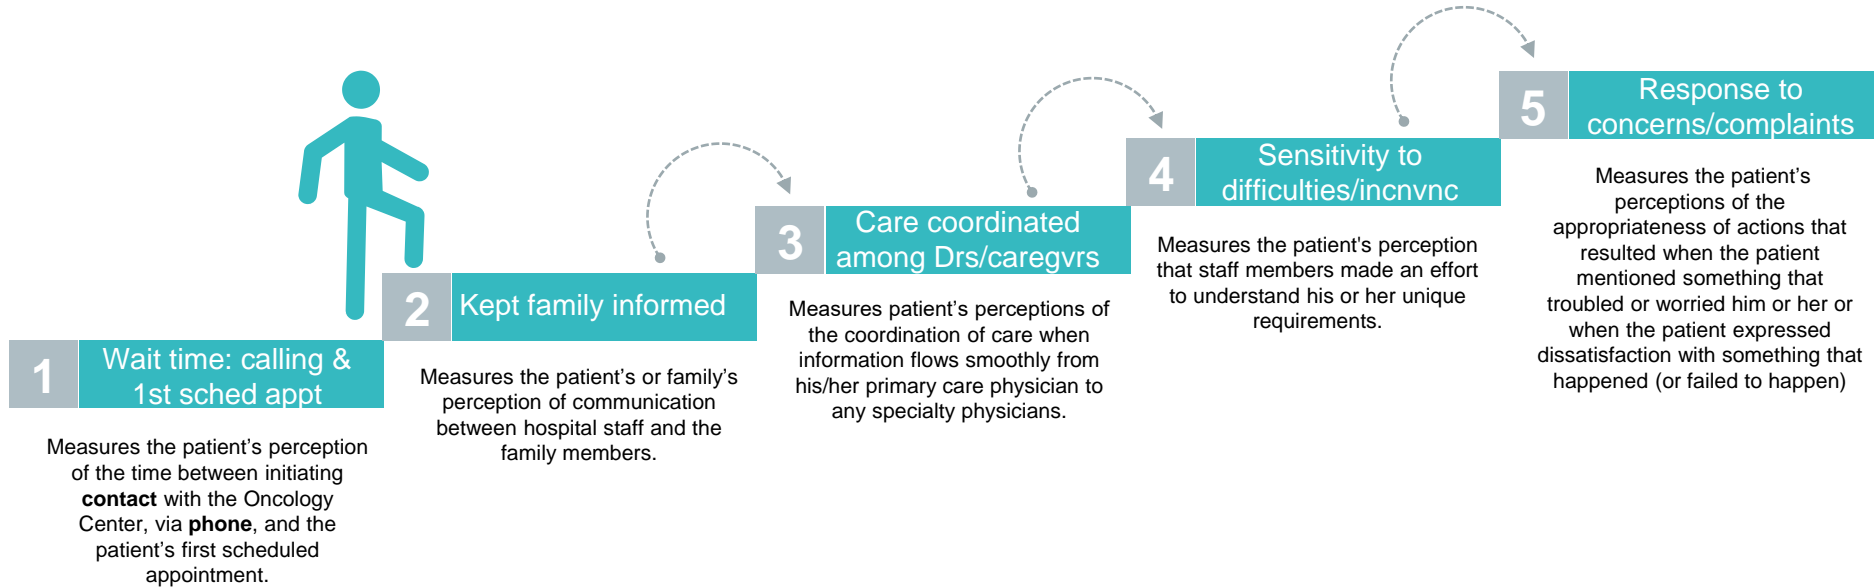 1
Wait time: calling &
1st sched appt
Measures the patient’s perception
of the time between initiating
contact with the Oncology
Center, via phone, and the
patient’s first scheduled
appointment.
2
Kept family informed
Measures the patient’s or family’s
perception of communication
between hospital staff and the
family members.
3
Care coordinated
among Drs/caregvrs
Measures patient’s perceptions of
the coordination of care when
information flows smoothly from
his/her primary care physician to
any specialty physicians.
4
Sensitivity to
difficulties/incnvnc
Measures the patient's perception
that staff members made an effort
to understand his or her unique
requirements.
5
Response to
concerns/complaints
Measures the patient’s
perceptions of the
appropriateness of actions that
resulted when the patient
mentioned something that
troubled or worried him or her or
when the patient expressed
dissatisfaction with something that
happened (or failed to happen)